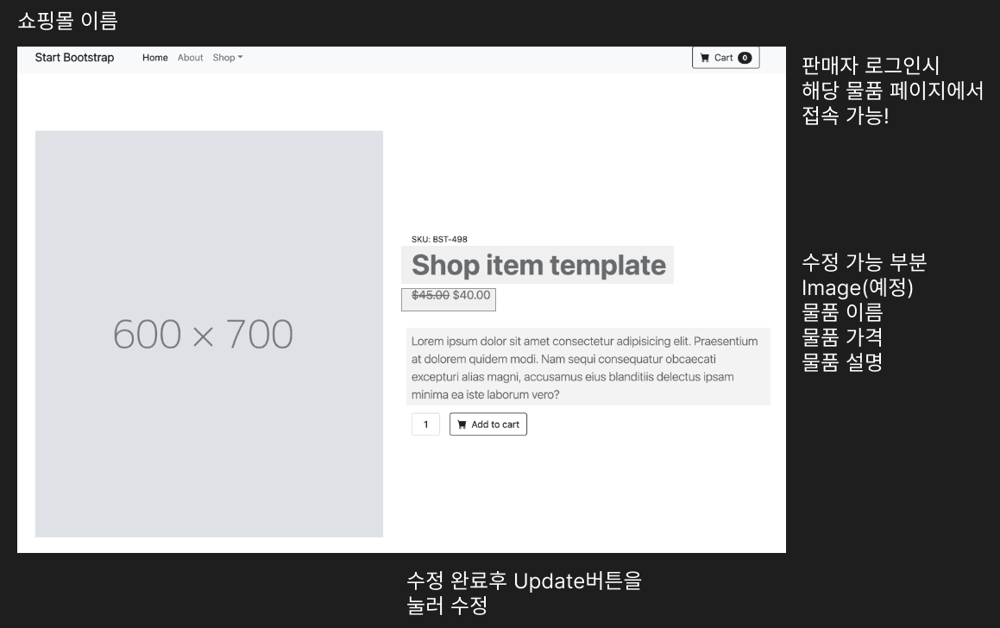 쇼핑몰 이름
Start Bootstrap Home About Shop Cart 0
판매자 로그인시
해당 물품 페이지에서
접속 가능!
600 × 700
SKU: BST-498
Shop item template
$45.00 $40.00
Lorem ipsum dolor sit amet consectetur adipisicing elit. Praesentium
at dolorem quidem modi. Nam sequi consequatur obcaecati
excepturi alias magni, accusamus eius blanditiis delectus ipsam
minima ea iste laborum vero?
1 Add to cart
수정 가능 부분
Image(예정)
물품 이름
물품 가격
물품 설명
수정 완료후 Update버튼을
눌러 수정